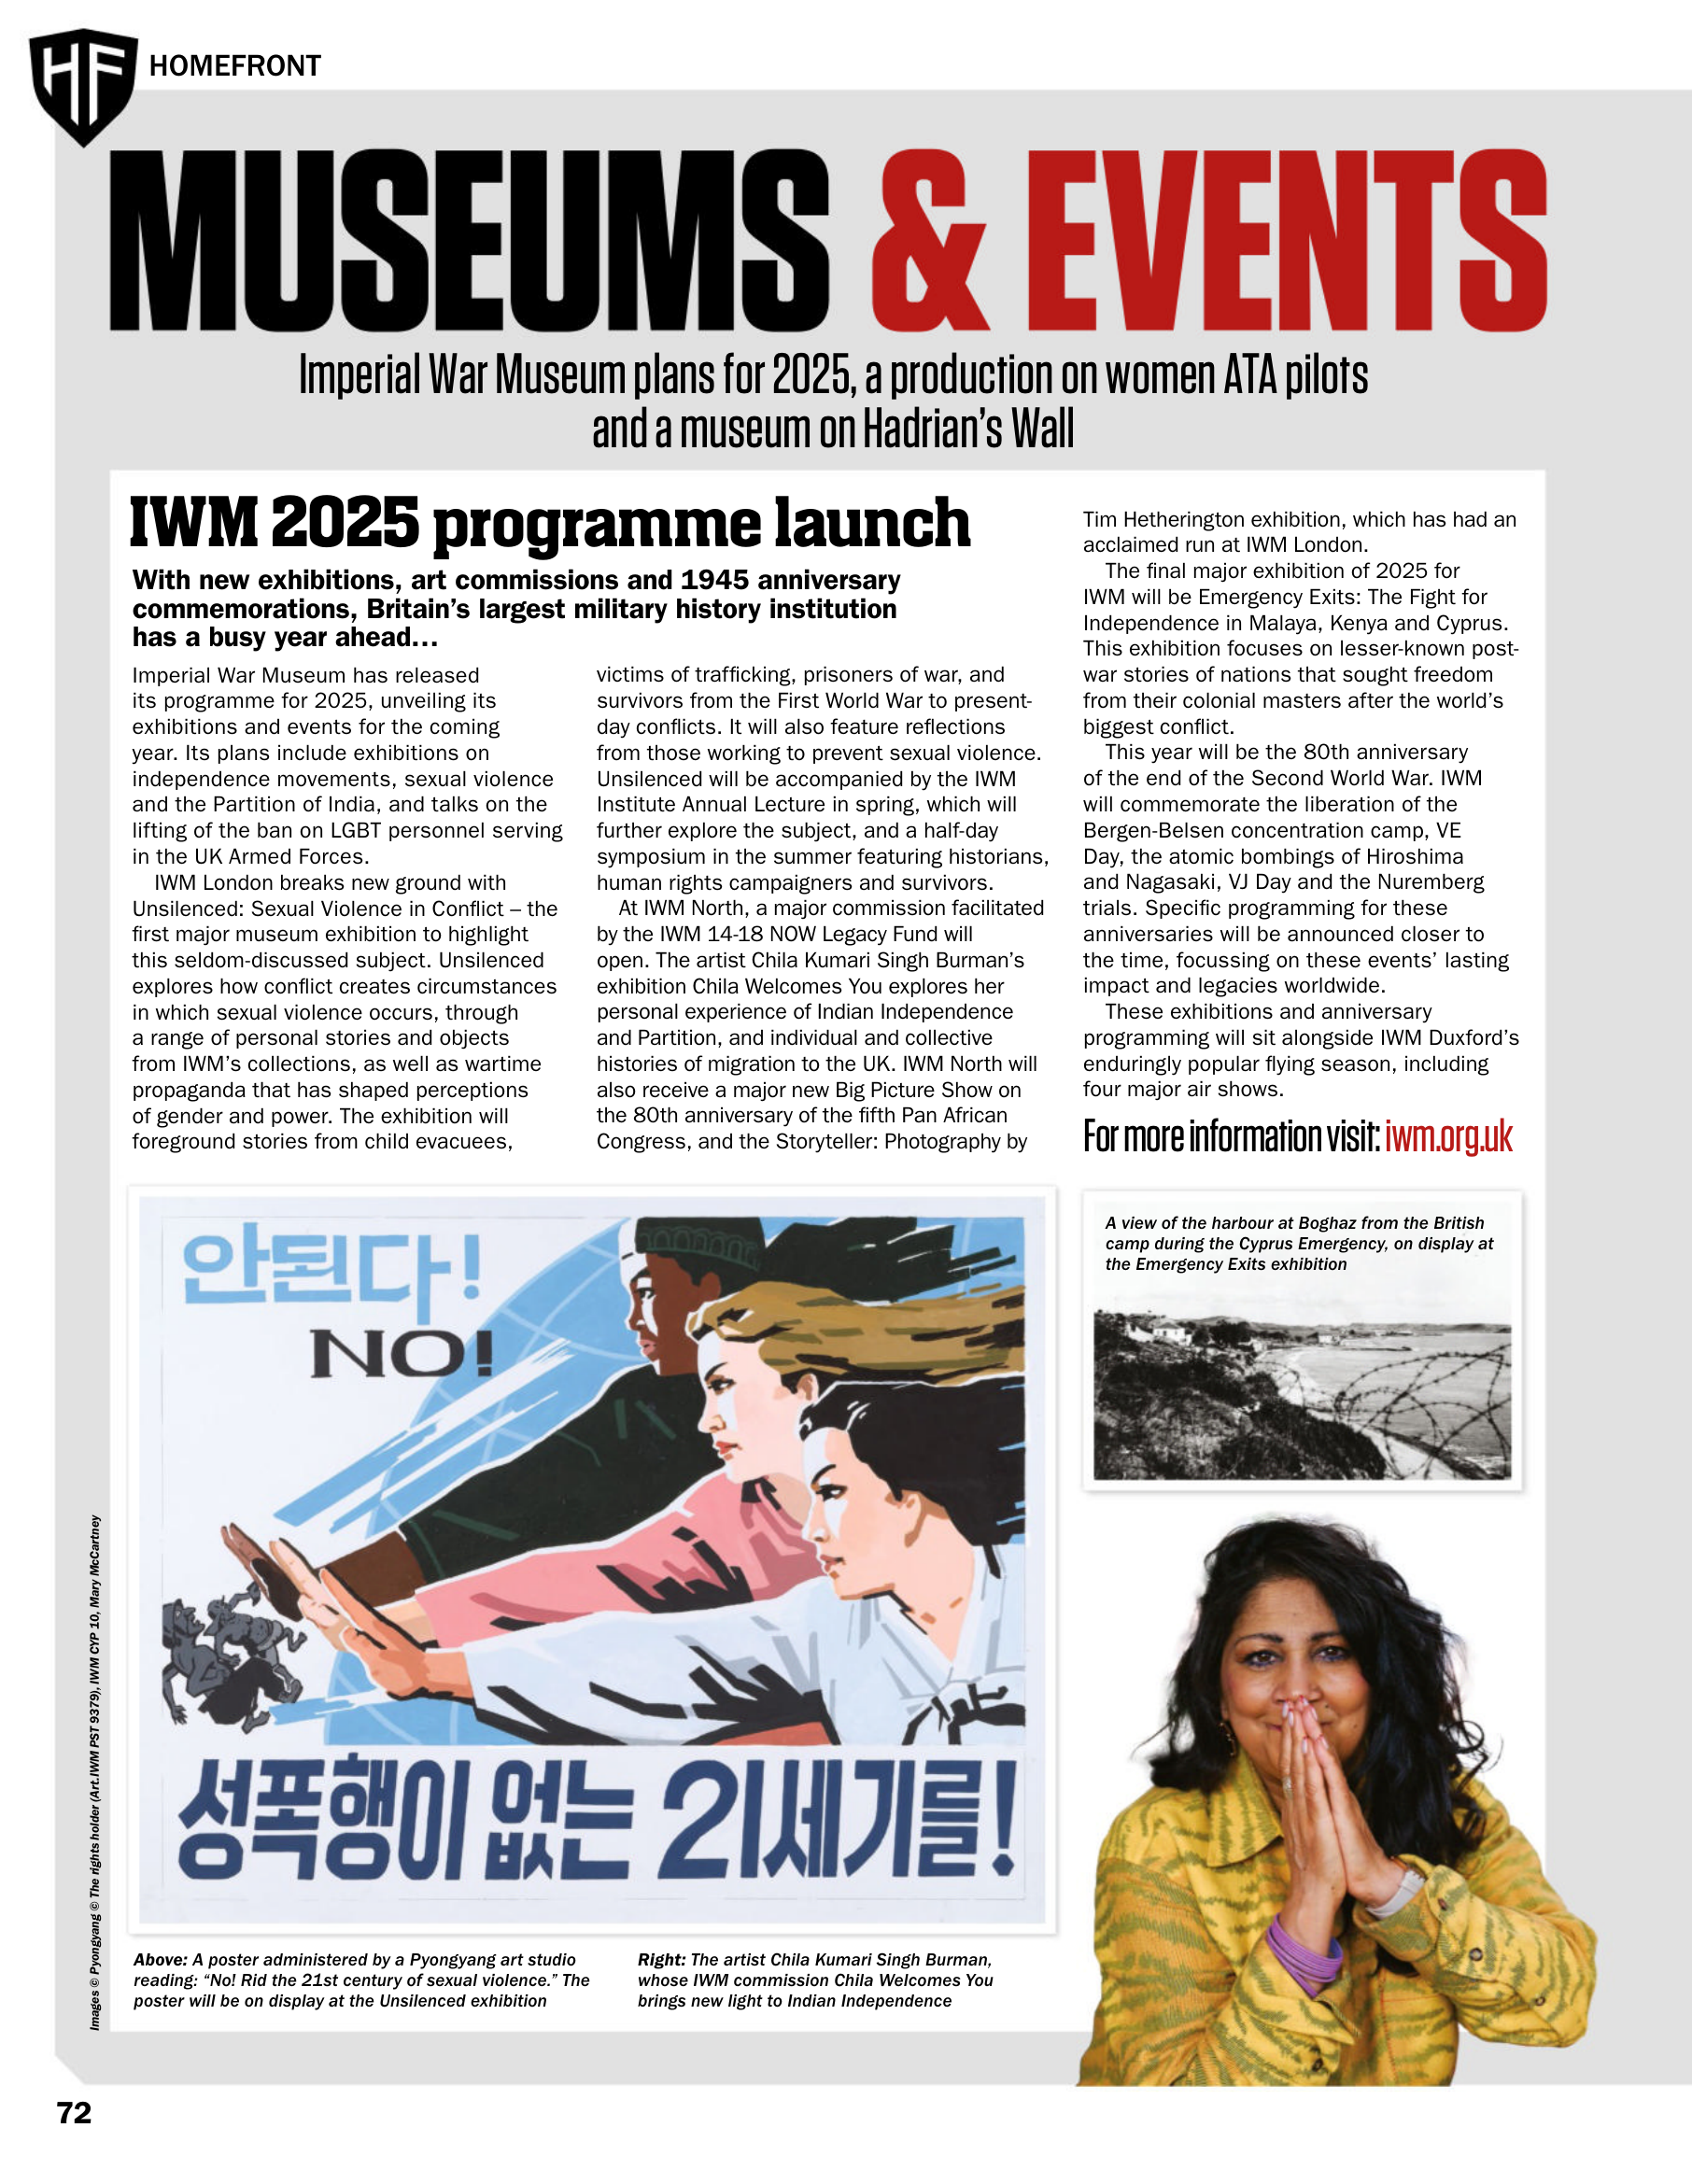 HF
HOMEFRONT
MUSEUMS & EVENTS
Imperial War Museum plans for 2025, a production on women ATA pilots
and a museum on Hadrian’s Wall
IWM 2025 programme launch
With new exhibitions, art commissions and 1945 anniversary
commemorations, Britain’s largest military history institution
has a busy year ahead...
Imperial War Museum has released
its programme for 2025, unveiling its
exhibitions and events for the coming
year. Its plans include exhibitions on
independence movements, sexual violence
and the Partition of India, and talks on the
lifting of the ban on LGBT personnel serving
in the UK Armed Forces.
IWM London breaks new ground with
Unsilenced: Sexual Violence in Conflict – the
first major museum exhibition to highlight
this seldom-discussed subject. Unsilenced
explores how conflict creates circumstances
in which sexual violence occurs, through
a range of personal stories and objects
from IWM’s collections, as well as wartime
propaganda that has shaped perceptions
of gender and power. The exhibition will
foreground stories from child evacuees,
victims of trafficking, prisoners of war, and
survivors from the First World War to present-
day conflicts. It will also feature reflections
from those working to prevent sexual violence.
Unsilenced will be accompanied by the IWM
Institute Annual Lecture in spring, which will
further explore the subject, and a half-day
symposium in the summer featuring historians,
human rights campaigners and survivors.
At IWM North, a major commission facilitated
by the IWM 14-18 NOW Legacy Fund will
open. The artist Chila Kumari Singh Burman’s
exhibition Chila Welcomes You explores her
personal experience of Indian Independence
and Partition, and individual and collective
histories of migration to the UK. IWM North will
also receive a major new Big Picture Show on
the 80th anniversary of the fifth Pan African
Congress, and the Storyteller: Photography by
Tim Hetherington exhibition, which has had an
acclaimed run at IWM London.
The final major exhibition of 2025 for
IWM will be Emergency Exits: The Fight for
Independence in Malaya, Kenya and Cyprus.
This exhibition focuses on lesser-known post-
war stories of nations that sought freedom
from their colonial masters after the world’s
biggest conflict.
This year will be the 80th anniversary
of the end of the Second World War. IWM
will commemorate the liberation of the
Bergen-Belsen concentration camp, VE
Day, the atomic bombings of Hiroshima
and Nagasaki, VJ Day and the Nuremberg
trials. Specific programming for these
anniversaries will be announced closer to
the time, focussing on these events’ lasting
impact and legacies worldwide.
These exhibitions and anniversary
programming will sit alongside IWM Duxford’s
enduringly popular flying season, including
four major air shows.
For more information visit: iwm.org.uk
안된다!
NO!
성폭행이 없는 21세기를!
A view of the harbour at Boghaz from the British
camp during the Cyprus Emergency, on display at
the Emergency Exits exhibition
Above: A poster administered by a Pyongyang art studio
reading: “No! Rid the 21st century of sexual violence.” The
poster will be on display at the Unsilenced exhibition
Right: The artist Chila Kumari Singh Burman,
whose IWM commission Chila Welcomes You
brings new light to Indian Independence
Images © Pyongyang © The rights holder (Art.IWM PST 9379), IWM CYP 10, Mary McCartney
72